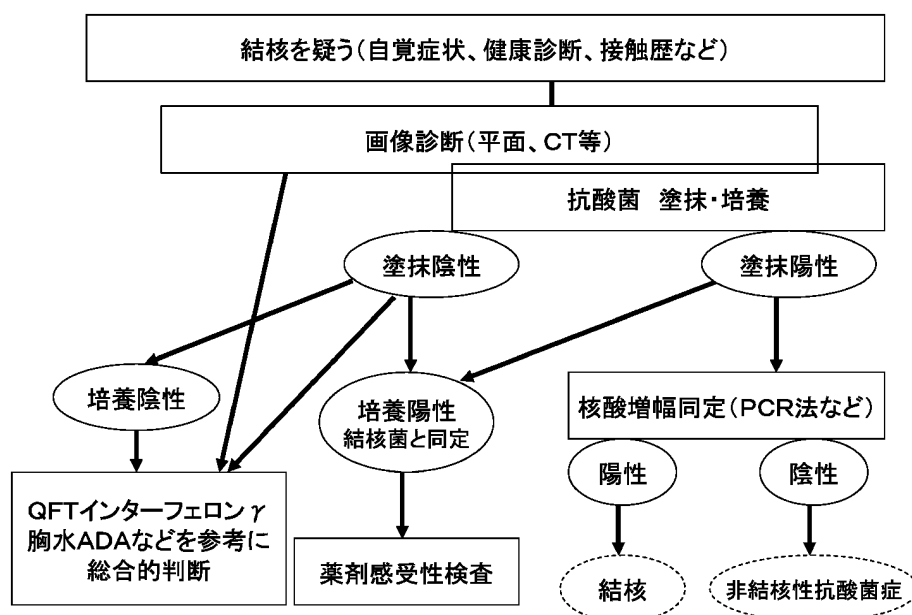 結核を疑う(自覚症状、健康診断、接触歴など)
画像診断(平面、CT等)
抗酸菌 塗抹・培養
塗抹陰性
塗抹陽性
培養陰性
培養陽性
結核菌と同定
核酸増幅同定(PCR法など)
陽性
陰性
QFTインターフェロンγ
胸水ADAなどを参考に
総合的判断
薬剤感受性検査
結核
非結核性抗酸菌症